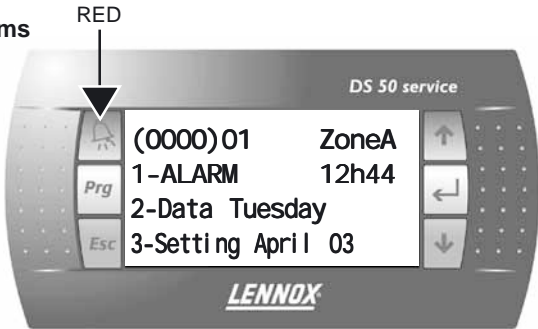 RED
ms
DS 50 service
(0000)01 ZoneA
1-ALARM 12h44
Prg
2-Data Tuesday
Esc
3-Setting April 03
LENNOX